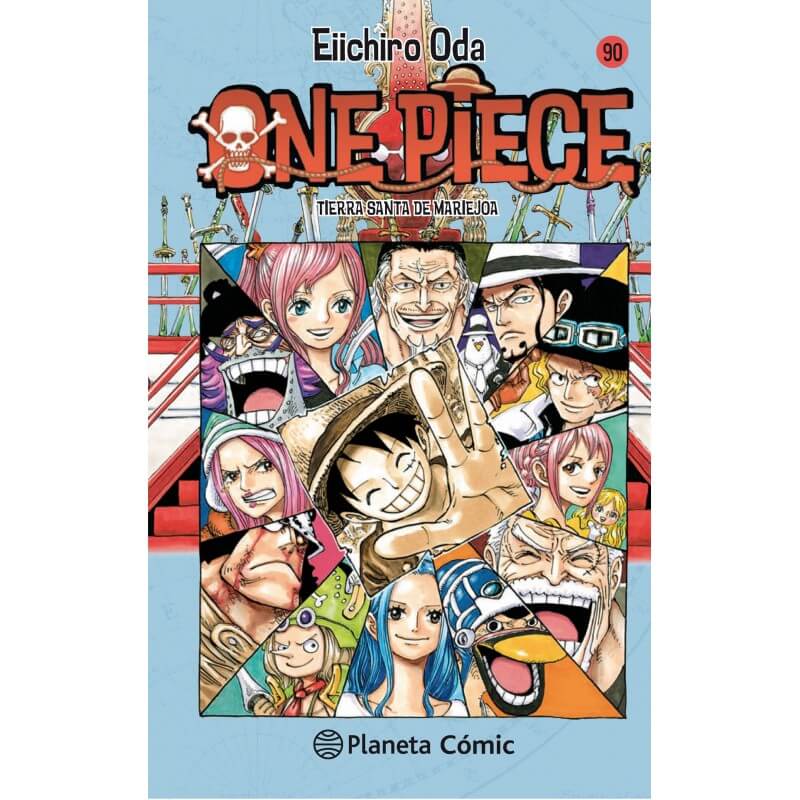 Eiichiro Oda
90
ONE PIECE
TIERRA SANTA DE MARIEJOA
Planeta Cómic